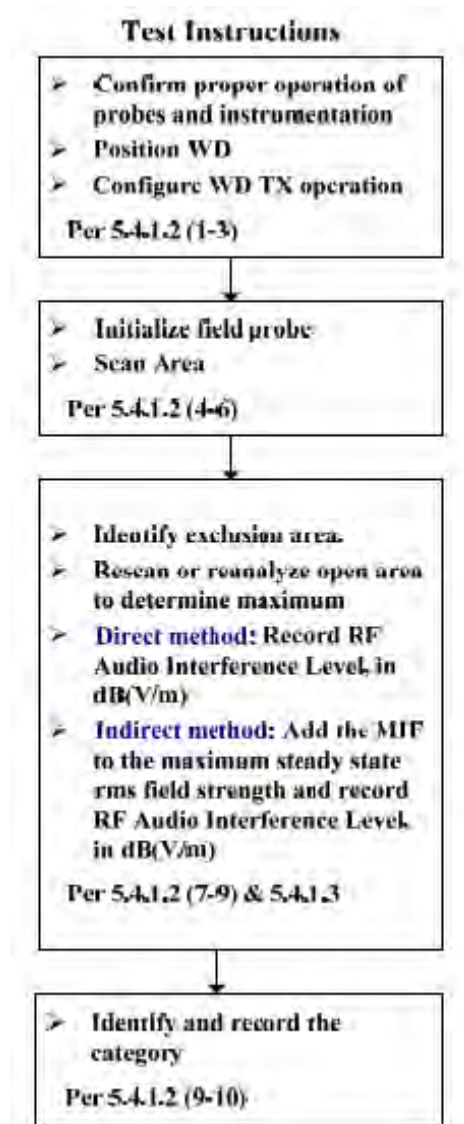 Test Instructions
➢ Confirm proper operation of
probes and instrumentation
➢ Position WD
➢ Configure WD TX operation
Per 5.4.1.2 (1-3)
➢ Initialize field probe
➢ Scan Area
Per 5.4.1.2 (4-6)
➢ Identify exclusion area.
➢ Rescan or reanalyze open area
to determine maximum
➢ Direct method: Record RF
Audio Interference Level, in
dB(V/m)
➢ Indirect method: Add the MIF
to the maximum steady state
rms field strength and record
RF Audio Interference Level,
in dB(V/m)
Per 5.4.1.2 (7-9) & 5.4.1.3
➢ Identify and record the
category
Per 5.4.1.2 (9-10)